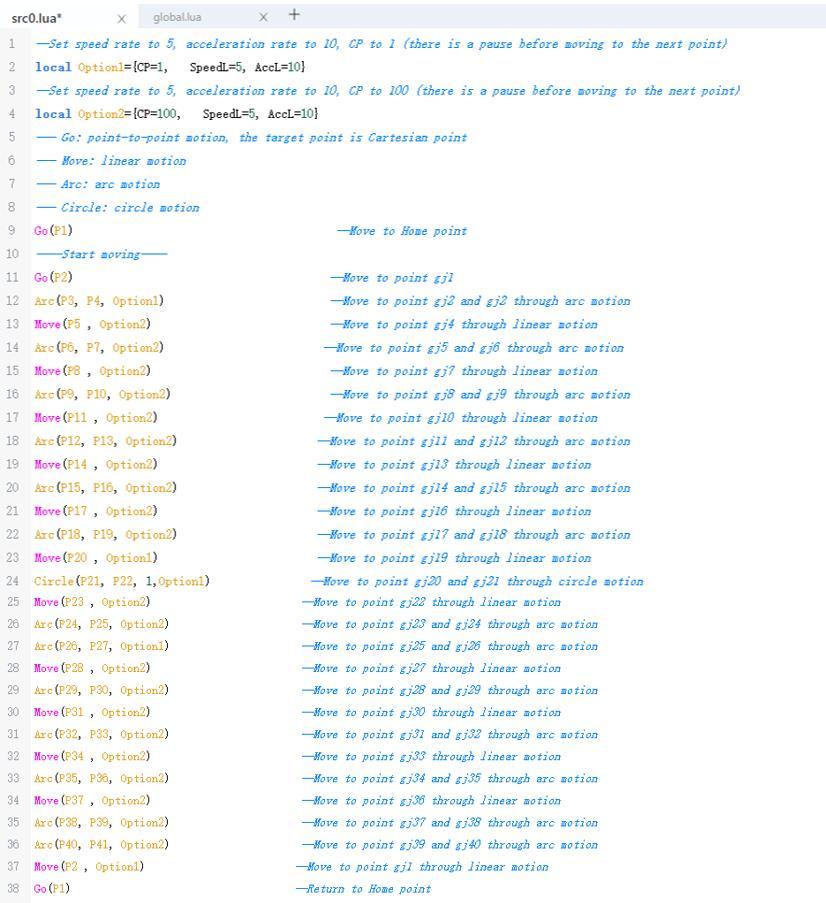 src0.lua* × global.lua × +
1 —Set speed rate to 5, acceleration rate to 10, CP to 1 (there is a pause before moving to the next point)
2 local Option1={CP=1, SpeedL=5, AccL=10}
3 —Set speed rate to 5, acceleration rate to 10, CP to 100 (there is a pause before moving to the next point)
4 local Option2={CP=100, SpeedL=5, AccL=10}
5 —— Go: point-to-point motion, the target point is Cartesian point
6 —— Move: linear motion
7 —— Arc: arc motion
8 —— Circle: circle motion
9 Go(P1) —Move to Home point
10 ———Start moving———
11 Go(P2) —Move to point gj1
12 Arc(P3, P4, Option1) —Move to point gj2 and gj2 through arc motion
13 Move(P5 , Option2) —Move to point gj4 through linear motion
14 Arc(P6, P7, Option2) —Move to point gj5 and gj6 through arc motion
15 Move(P8 , Option2) —Move to point gj7 through linear motion
16 Arc(P9, P10, Option2) —Move to point gj8 and gj9 through arc motion
17 Move(P11 , Option2) —Move to point gj10 through linear motion
18 Arc(P12, P13, Option2) —Move to point gj11 and gj12 through arc motion
19 Move(P14 , Option2) —Move to point gj13 through linear motion
20 Arc(P15, P16, Option2) —Move to point gj14 and gj15 through arc motion
21 Move(P17 , Option2) —Move to point gj16 through linear motion
22 Arc(P18, P19, Option2) —Move to point gj17 and gj18 through arc motion
23 Move(P20 , Option1) —Move to point gj19 through linear motion
24 Circle(P21, P22, 1,Option1) —Move to point gj20 and gj21 through circle motion
25 Move(P23 , Option2) —Move to point gj22 through linear motion
26 Arc(P24, P25, Option2) —Move to point gj23 and gj24 through arc motion
27 Arc(P26, P27, Option1) —Move to point gj25 and gj26 through arc motion
28 Move(P28 , Option2) —Move to point gj27 through linear motion
29 Arc(P29, P30, Option2) —Move to point gj28 and gj29 through arc motion
30 Move(P31 , Option2) —Move to point gj30 through linear motion
31 Arc(P32, P33, Option2) —Move to point gj31 and gj32 through arc motion
32 Move(P34 , Option2) —Move to point gj33 through linear motion
33 Arc(P35, P36, Option2) —Move to point gj34 and gj35 through arc motion
34 Move(P37 , Option2) —Move to point gj36 through linear motion
35 Arc(P38, P39, Option2) —Move to point gj37 and gj38 through arc motion
36 Arc(P40, P41, Option2) —Move to point gj39 and gj40 through arc motion
37 Move(P2 , Option1) —Move to point gj1 through linear motion
38 Go(P1) —Return to Home point